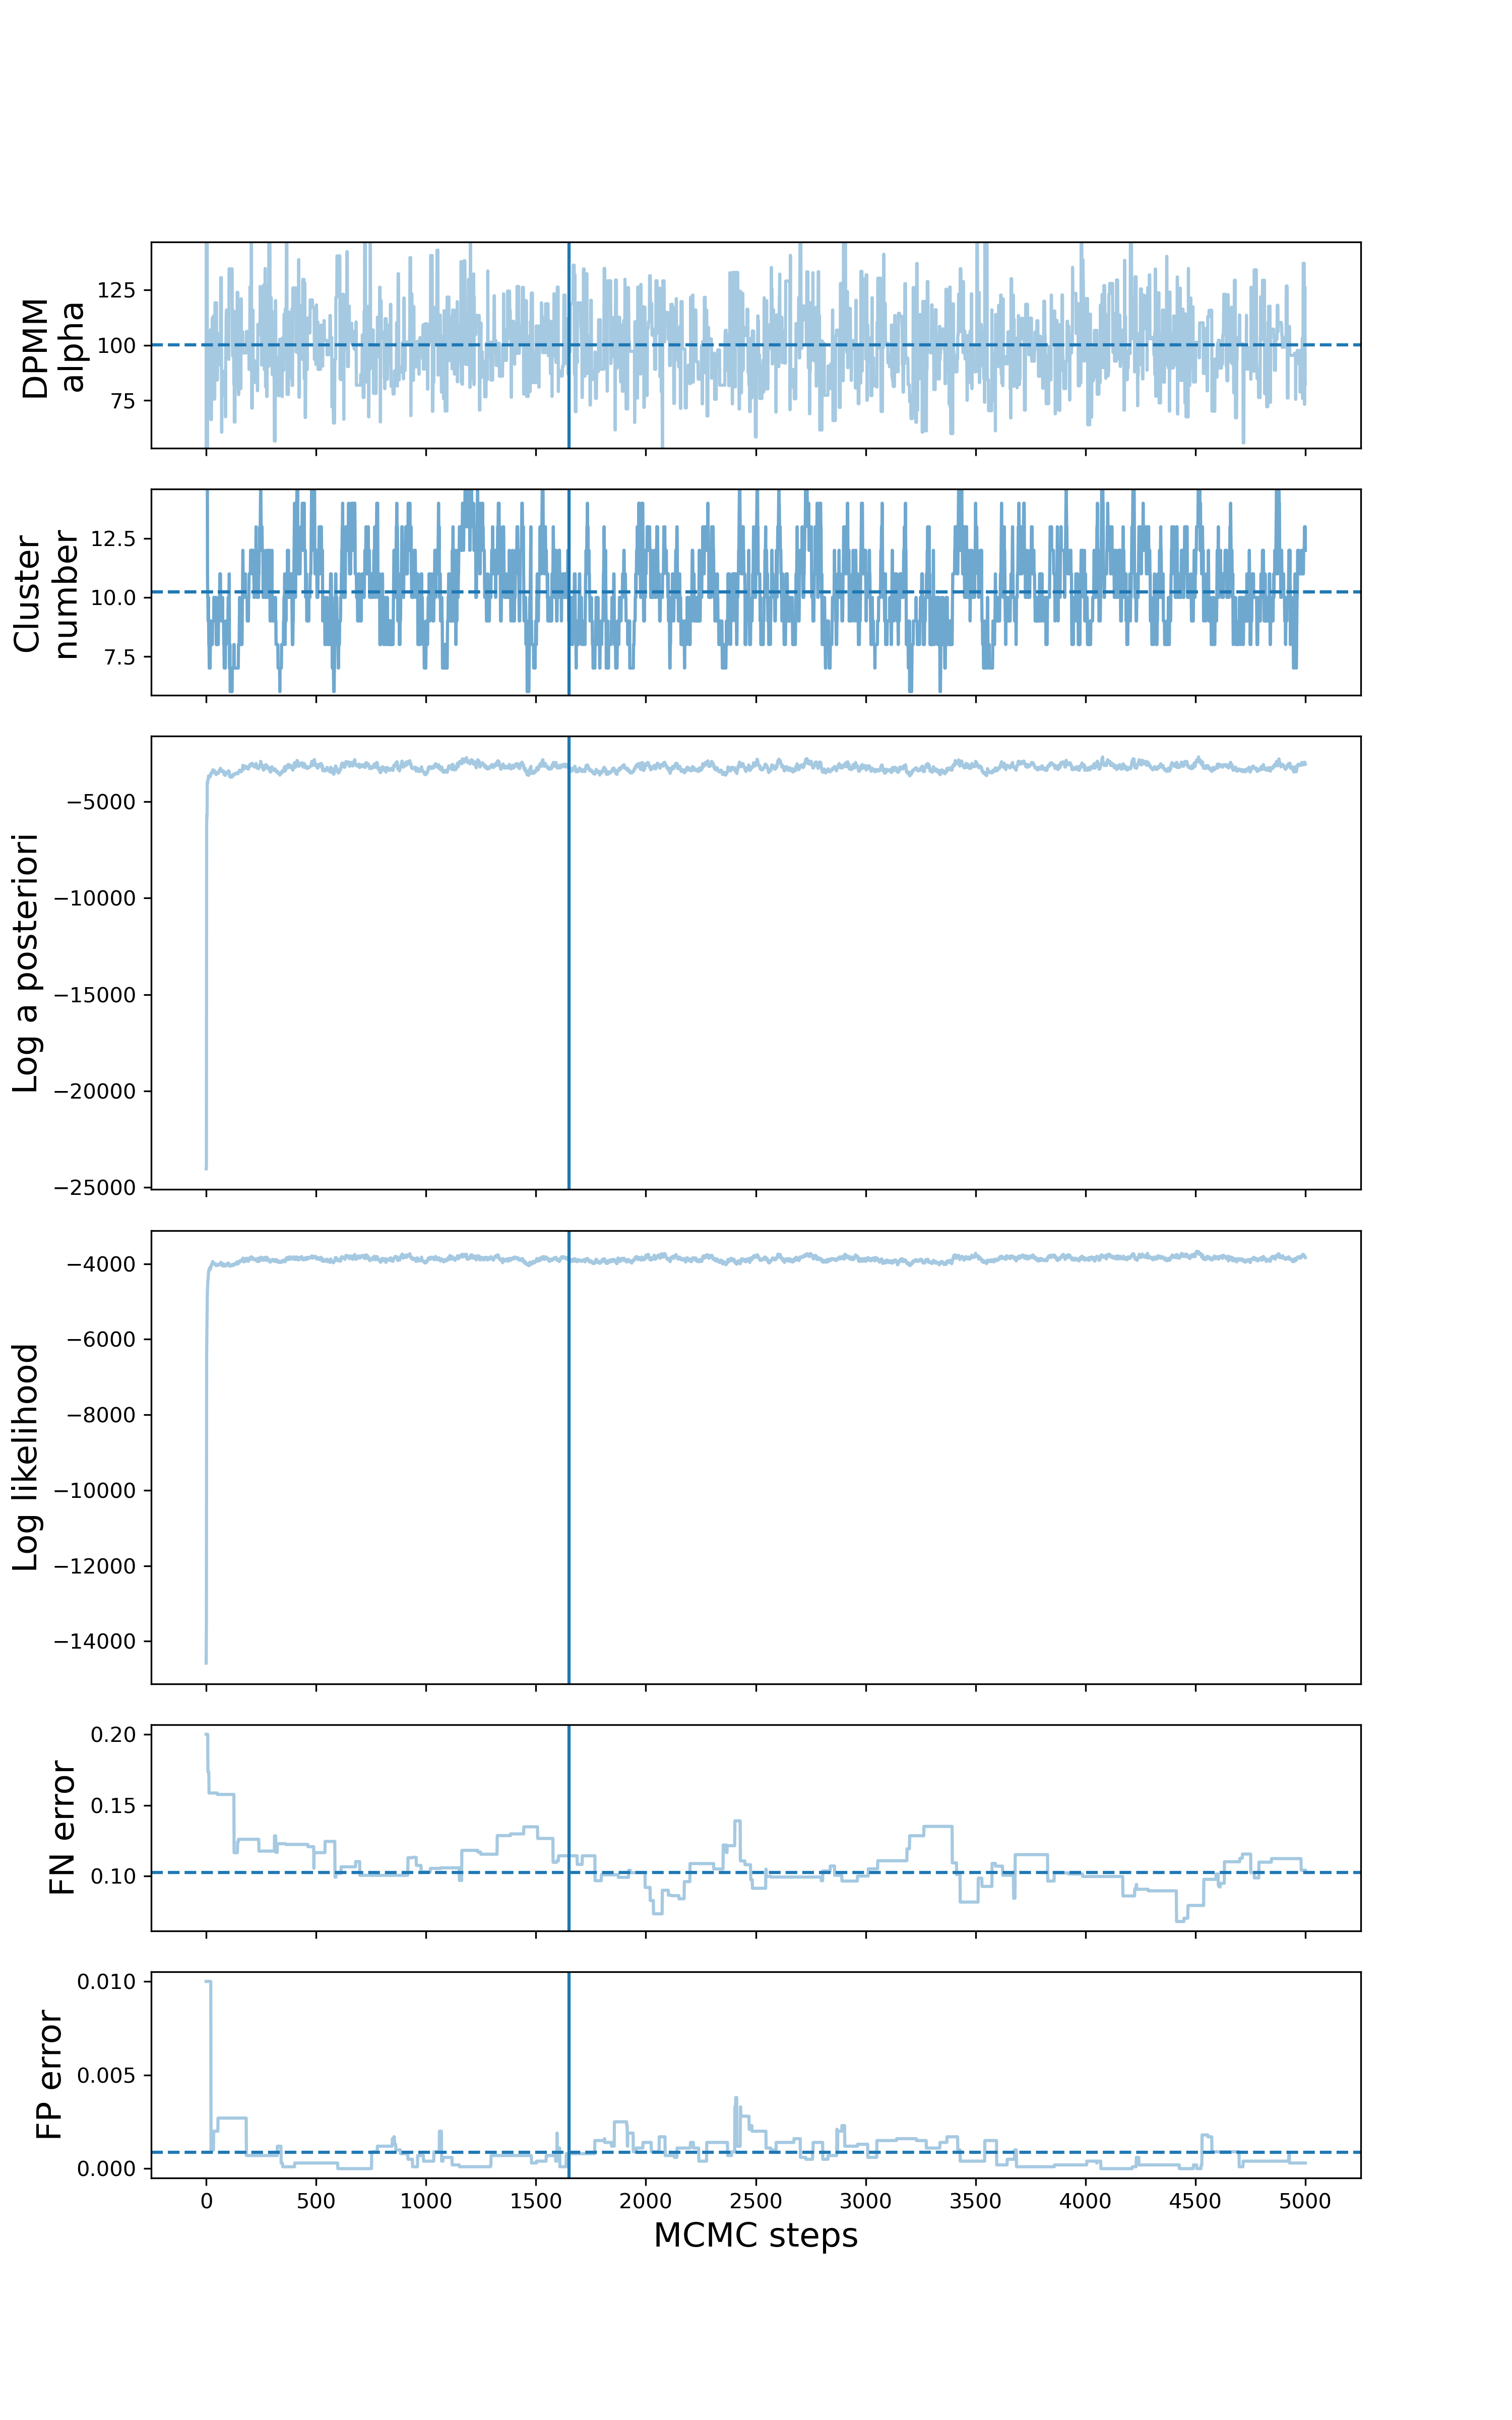 DPMM
alpha
125
100
75
Cluster
number
12.5
10.0
7.5
Log a posteriori
−5000
−10000
−15000
−20000
−25000
Log likelihood
−4000
−6000
−8000
−10000
−12000
−14000
FN error
0.20
0.15
0.10
FP error
0.010
0.005
0.000
0 500 1000 1500 2000 2500 3000 3500 4000 4500 5000
MCMC steps